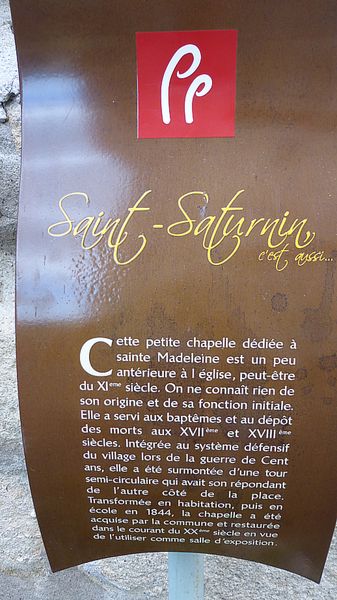 Saint-Saturnin
c'est aussi...
Cette petite chapelle dédiée à
sainte Madeleine est un peu
antérieure à l église, peut-être
du XIème siècle. On ne connaît rien de
son origine et de sa fonction initiale.
Elle a servi aux baptêmes et au dépôt
des morts aux XVIIème et XVIIIème
siècles. Intégrée au système défensif
du village lors de la guerre de Cent
ans, elle a été surmontée d'une tour
semi-circulaire qui avait son répondant
de l'autre côté de la place.
Transformée en habitation, puis en
école en 1844, la chapelle a été
acquise par la commune et restaurée
dans le courant du XXème siècle en vue
de l'utiliser comme salle d'exposition.